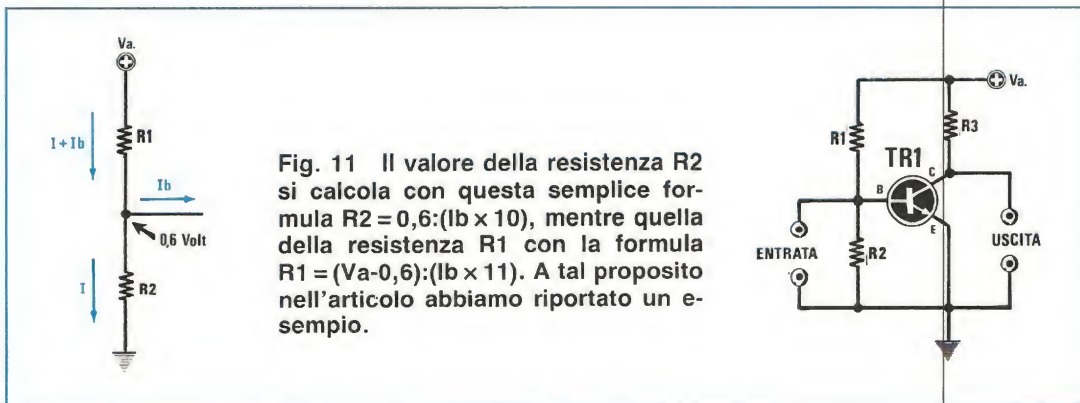 Va.
I + Ib
R1
Ib
0,6 Volt
I
R2
Fig. 11 Il valore della resistenza R2
si calcola con questa semplice for-
mula R2 = 0,6:(Ib x 10), mentre quella
della resistenza R1 con la formula
R1 = (Va-0,6):(Ib x 11). A tal proposito
nell'articolo abbiamo riportato un e-
sempio.
Va.
R1
R3
TR1
C
B
E
ENTRATA
R2
USCITA